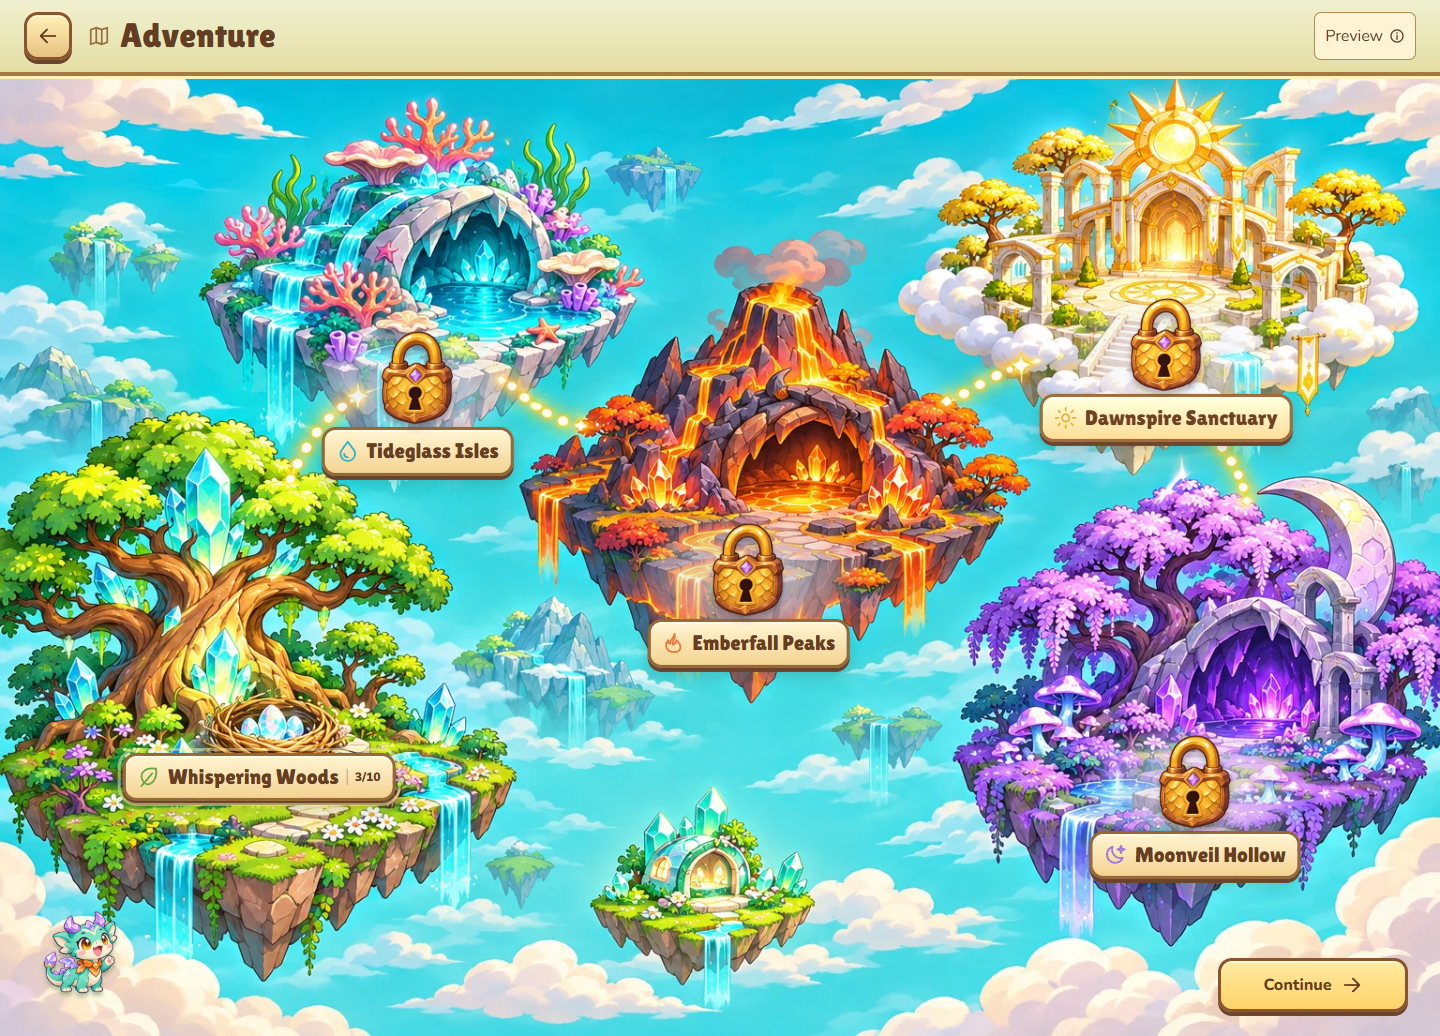 Adventure
Preview
Tideglass Isles
Dawnspire Sanctuary
Emberfall Peaks
Whispering Woods 3/10
Moonveil Hollow
Continue